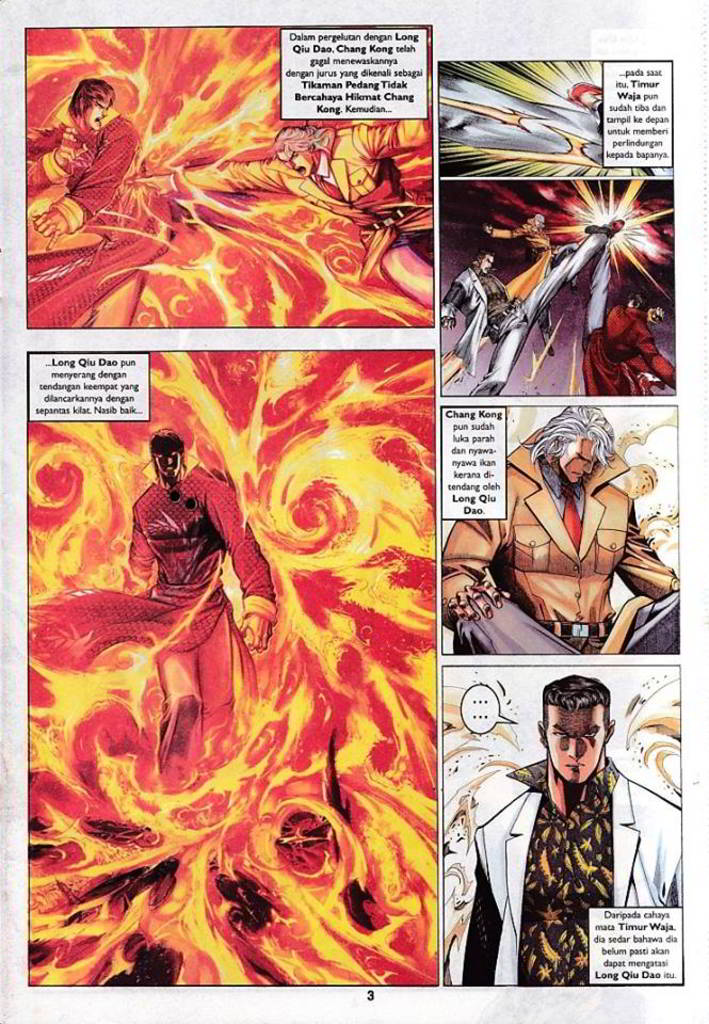 Dalam pergelutan dengan Long
Qiu Dao, Chang Kong telah
gagal menewaskannya
dengan jurus yang dikenali sebagai
Tikaman Pedang Tidak
Bercahaya Hikmat Chang
Kong. Kemudian...
...Long Qiu Dao pun
menyerang dengan
tendangan keempat yang
dilancarkannya dengan
sepantas kilat. Nasib baik...
...pada saat
itu, Timur
Waja pun
sudah tiba dan
tampil ke depan
untuk memberi
perlindungan
kepada bapanya.
Chang Kong
pun sudah
luka parah
dan nyawa-
nyawa ikan
kerana di-
tendang oleh
Long Qiu
Dao.
...
...
Daripada cahaya
mata Timur Waja,
dia sedar bahawa dia
belum pasti akan
dapat mengatasi
Long Qiu Dao itu.
3